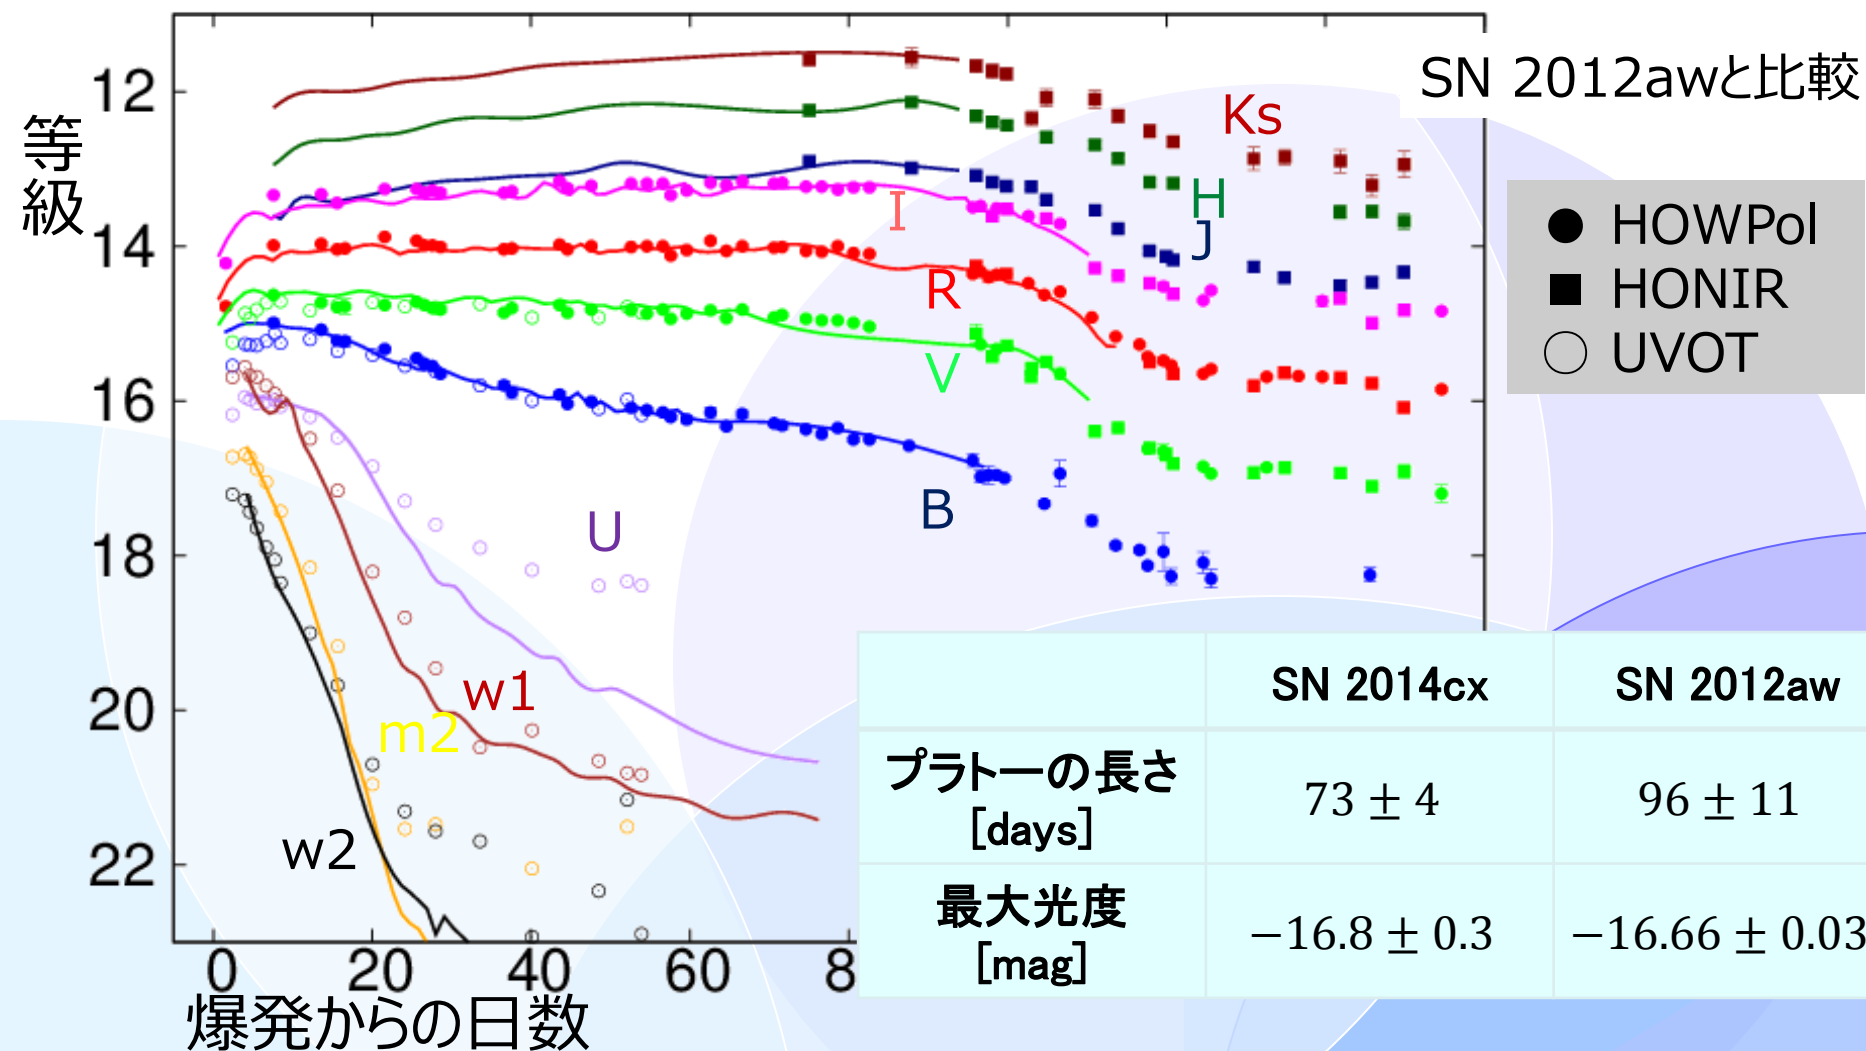 SN 2012awと比較
等級
12
14
16
18
20
22
Ks
H
J
I
R
V
B
U
w1
m2
w2
HOWPol
HONIR
UVOT
0
20
40
60
8
爆発からの日数
SN 2014cx SN 2012aw
プラトーの長さ
[days]
73 ± 4 96 ± 11
最大光度
[mag]
−16.8 ± 0.3 −16.66 ± 0.03